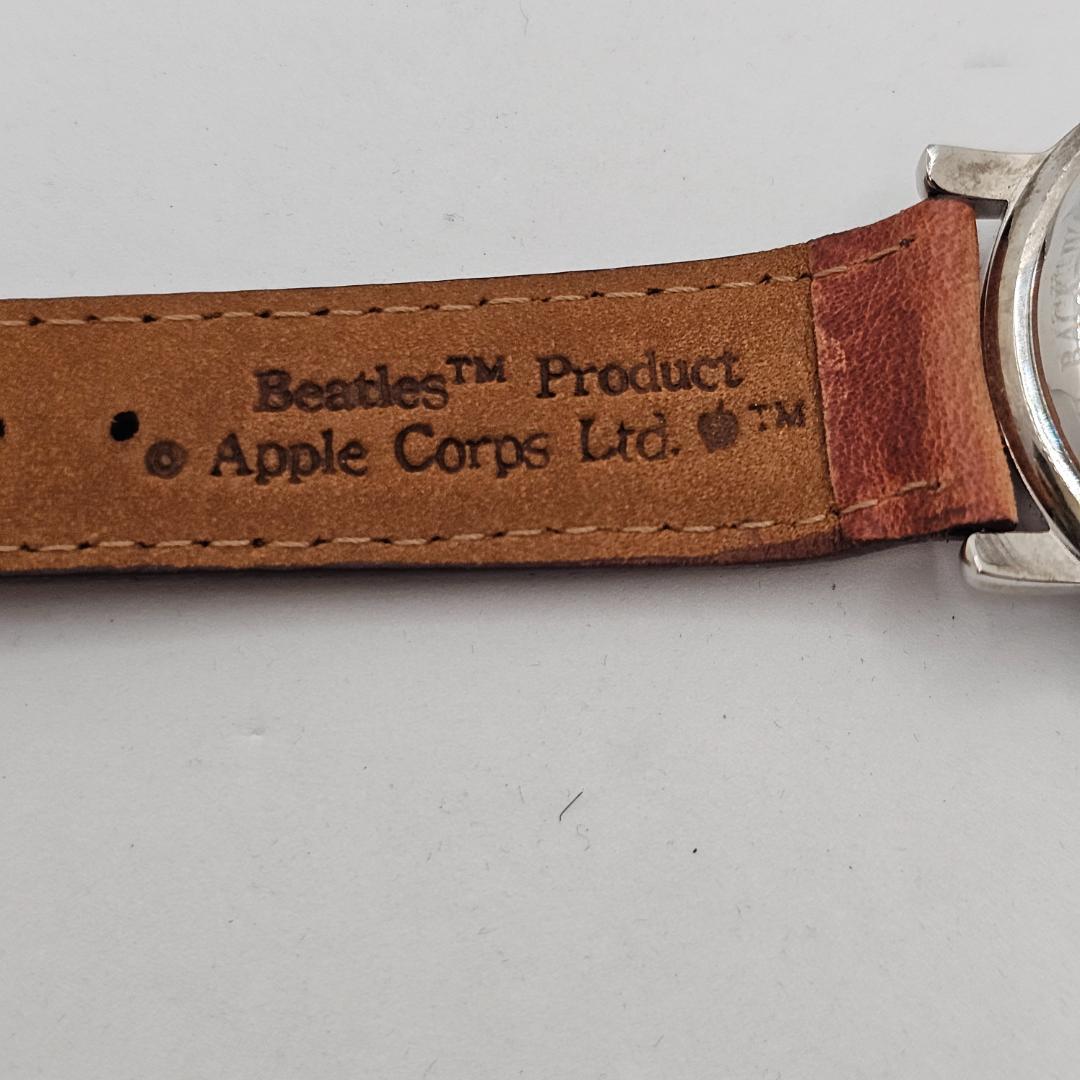 Beatles™ Product
© Apple Corps Ltd. ™